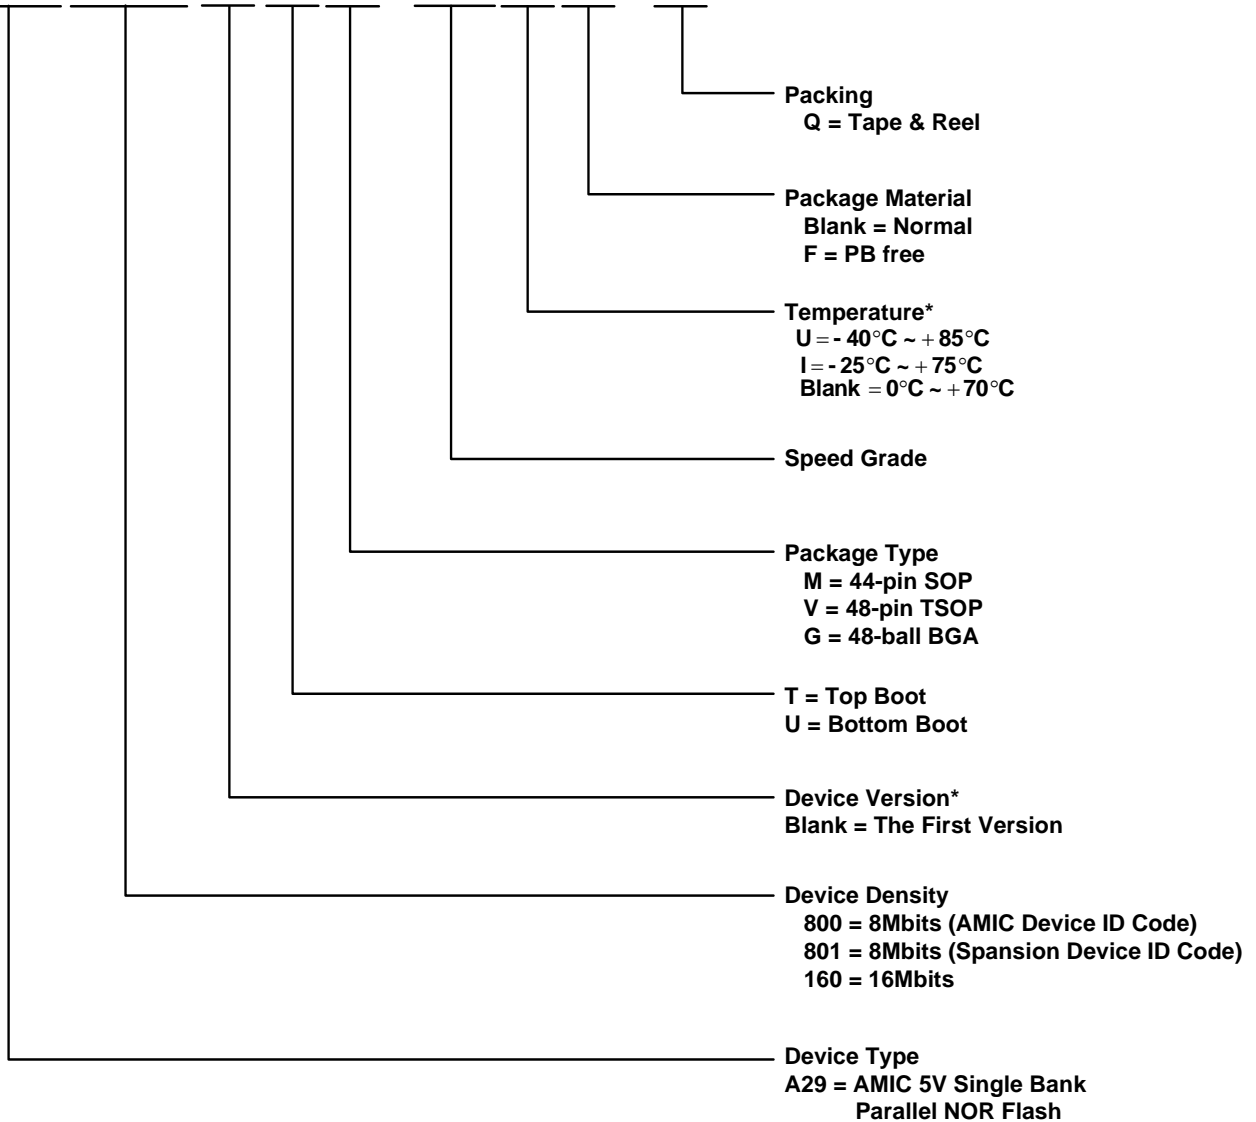 Packing
Q = Tape & Reel
Package Material
Blank = Normal
F = PB free
Temperature*
U = - 40°C ~ + 85°C
I = - 25°C ~ + 75°C
Blank = 0°C ~ +70°C
Speed Grade
Package Type
M = 44-pin SOP
V = 48-pin TSOP
G = 48-ball BGA
T = Top Boot
U = Bottom Boot
Device Version*
Blank = The First Version
Device Density
800 = 8Mbits (AMIC Device ID Code)
801 = 8Mbits (Spansion Device ID Code)
160 = 16Mbits
Device Type
A29 = AMIC 5V Single Bank
Parallel NOR Flash